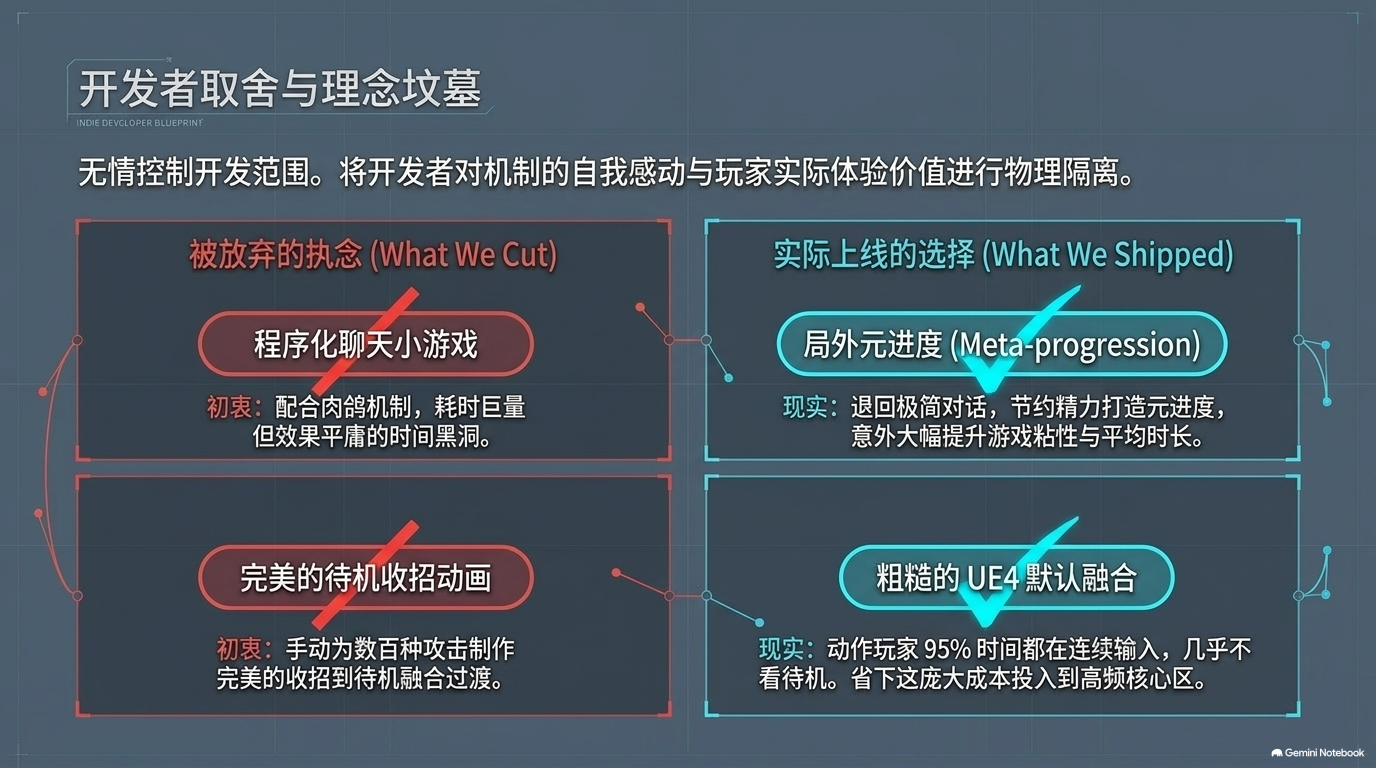 开发者取舍与理念坟墓
INDIE DEVCLOPER BLUEPRINT
无情控制开发范围。将开发者对机制的自我感动与玩家实际体验价值进行物理隔离。
被放弃的执念 (What We Cut)
程序化聊天小游戏
初衷：配合肉鸽机制，耗时巨量
但效果平庸的时间黑洞。
完美的待机收招动画
初衷：手动为数百种攻击制作
完美的收招到待机融合过渡。
实际上线的选择 (What We Shipped)
局外元进度 (Meta-progression)
现实：退回极简对话，节约精力打造元进度，
意外大幅提升游戏粘性与平均时长。
粗糙的 UE4 默认融合
现实：动作玩家 95% 时间都在连续输入，几乎不
看待机。省下这庞大成本投入到高频核心区。
Gemini Notebook